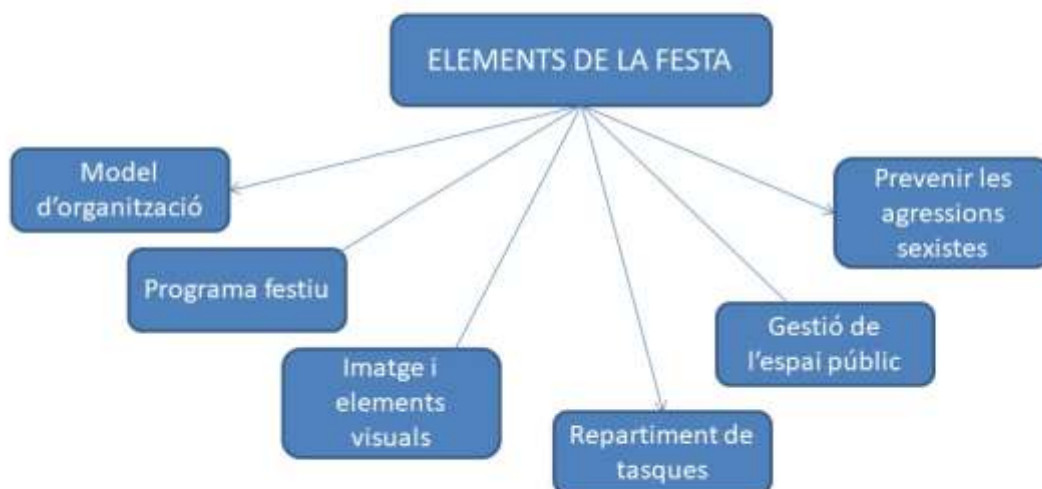 ELEMENTS DE LA FESTA
Model
d'organització
Programa festiu
Imatge i
elements
visuals
Repartiment de
tasques
Gestió de
l'espai públic
Prevenir les
agressions
sexistes